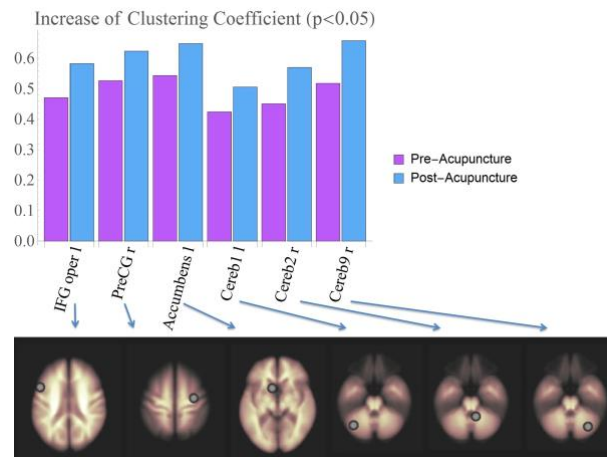 Increase of Clustering Coefficient (p<0.05)
0.6
0.5
0.4
0.3
0.2
0.1
0.0
Pre-Acupuncture
Post-Acupuncture
IFG oper l
PreCG r
Accumbens l
Cereb1 l
Cereb2 r
Cereb9 r